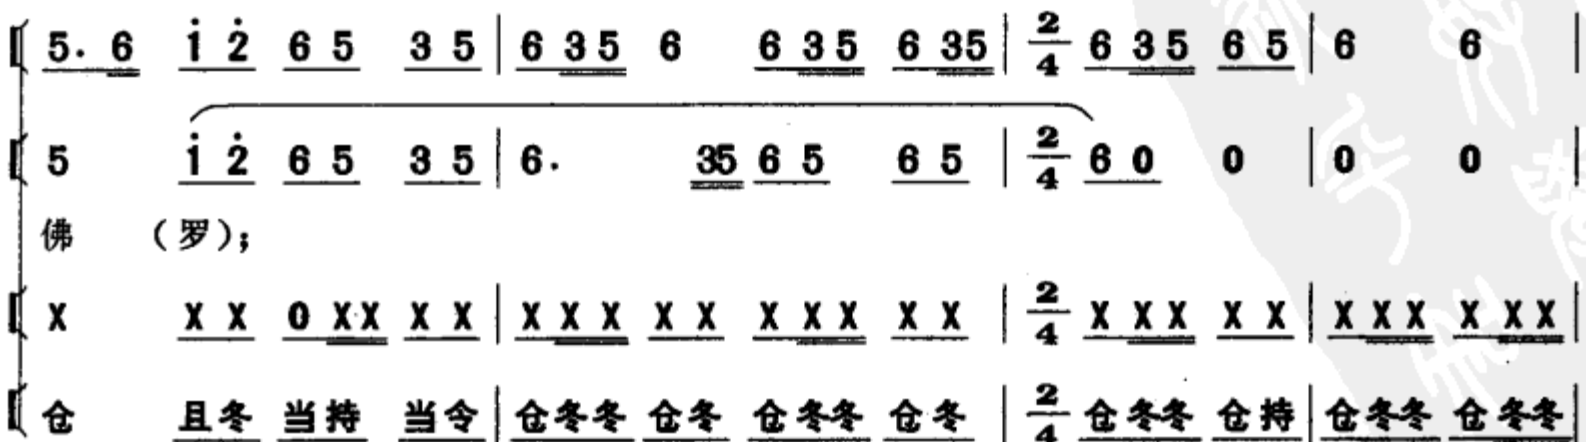 5. 6 i 2 6 5 3 5 | 6 3 5 6 6 3 5 6 3 5 | 2/4 6 3 5 6 5 | 6 6 |
5 i 2 6 5 3 5 | 6. 3 5 6 5 6 5 | 2/4 6 0 0 | 0 0 |
佛 （罗）；
X X X 0 X X X X | X X X X X X X X X X | 2/4 X X X X X | X X X X X X |
仓 且冬 当持 当令 | 仓冬冬 仓冬 仓冬冬 仓冬 | 2/4 仓冬冬 仓持 | 仓冬冬 仓冬冬 |